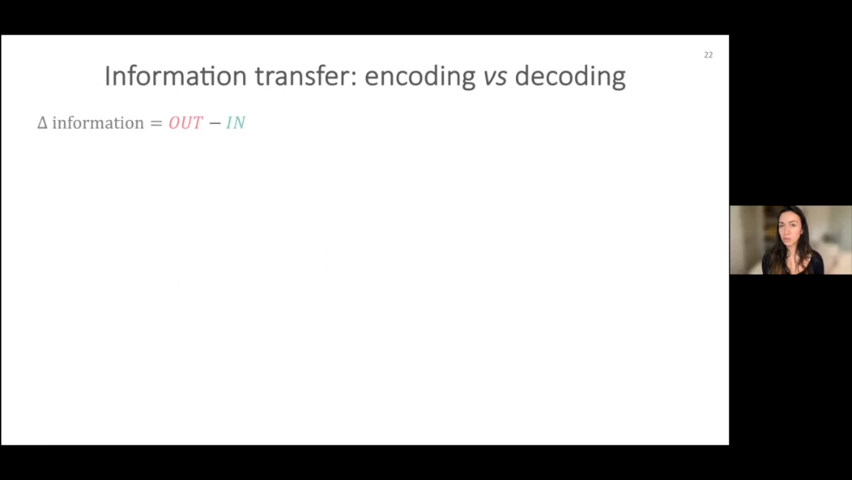 22
Information transfer: encoding vs decoding
Δ information = OUT − IN